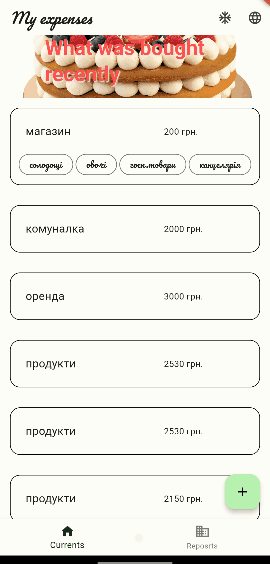 My expenses
What was bought
recently
магазин 200 грн.
солодощі овочі госп.товари канцелярія
комуналка 2000 грн.
оренда 3000 грн.
продукти 2530 грн.
продукти 2530 грн.
продукти 2150 грн.
+
Currents Reposrts